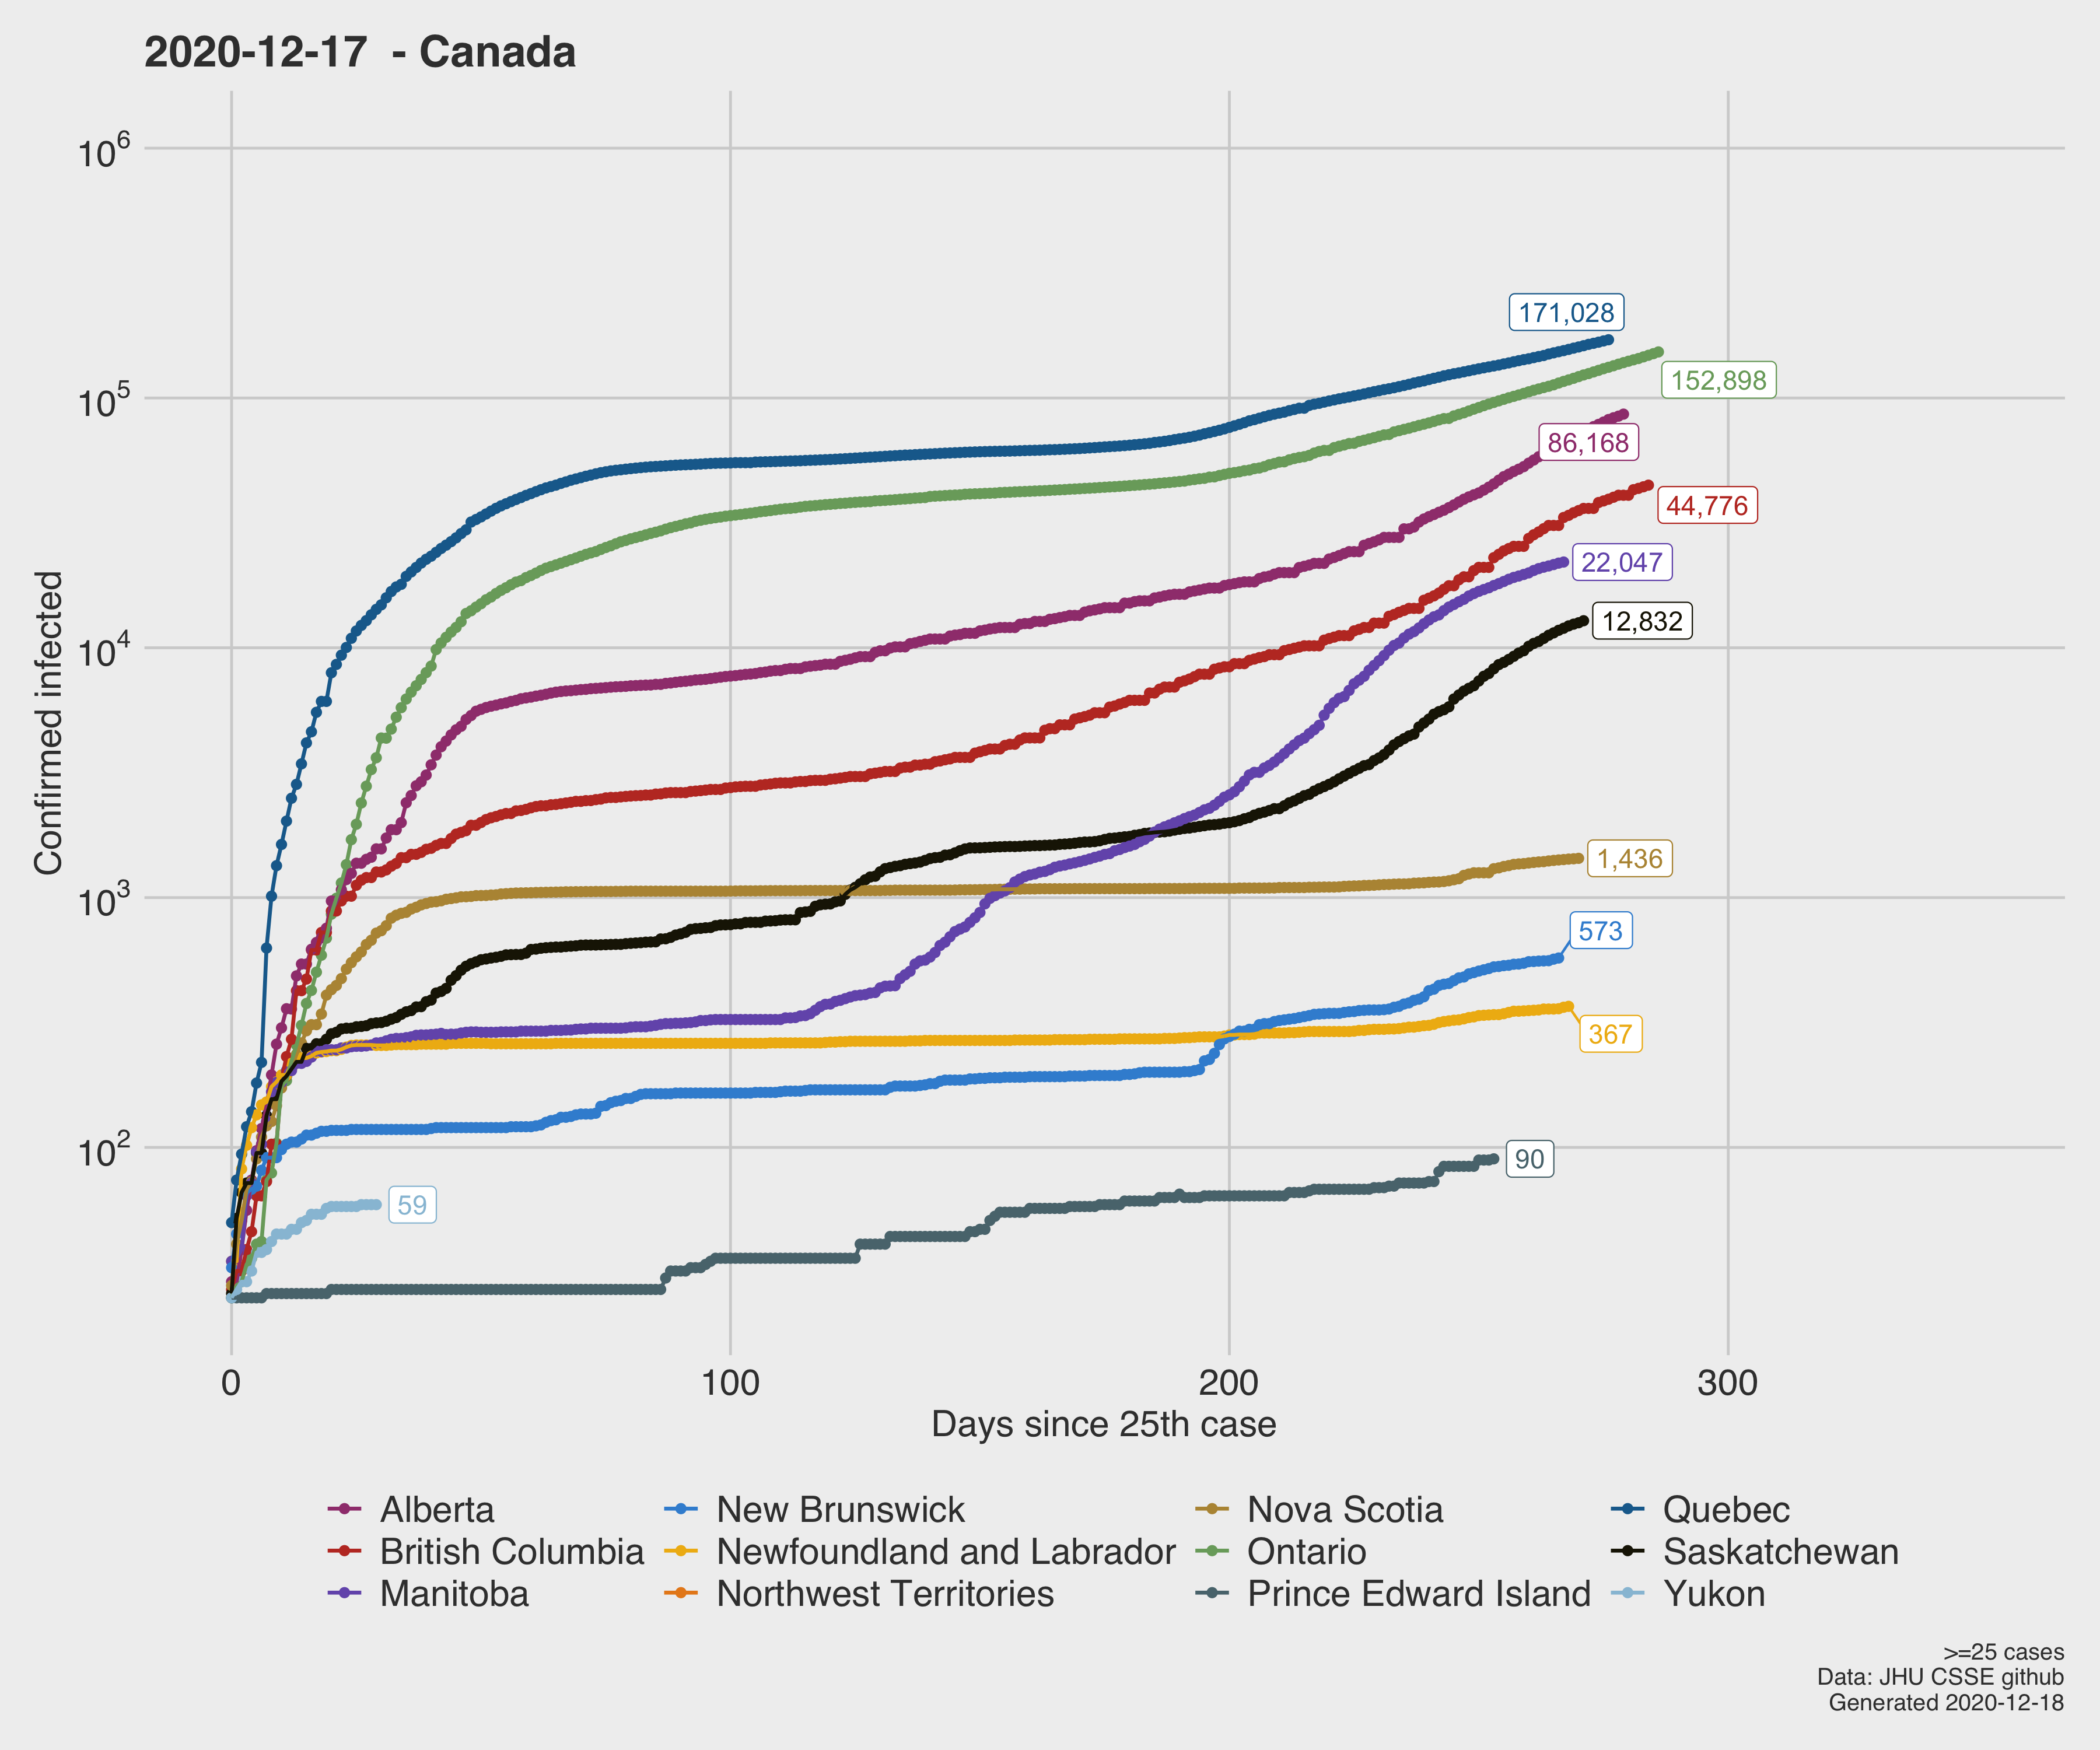 2020-12-17 - Canada
10^6
10^5
10^4
10^3
10^2
Confirmed infected
171,028
152,898
86,168
44,776
22,047
12,832
1,436
573
367
90
59
0 100 200 300
Days since 25th case
Alberta New Brunswick Nova Scotia Quebec
British Columbia Newfoundland and Labrador Ontario Saskatchewan
Manitoba Northwest Territories Prince Edward Island Yukon
>=25 cases
Data: JHU CSSE github
Generated 2020-12-18